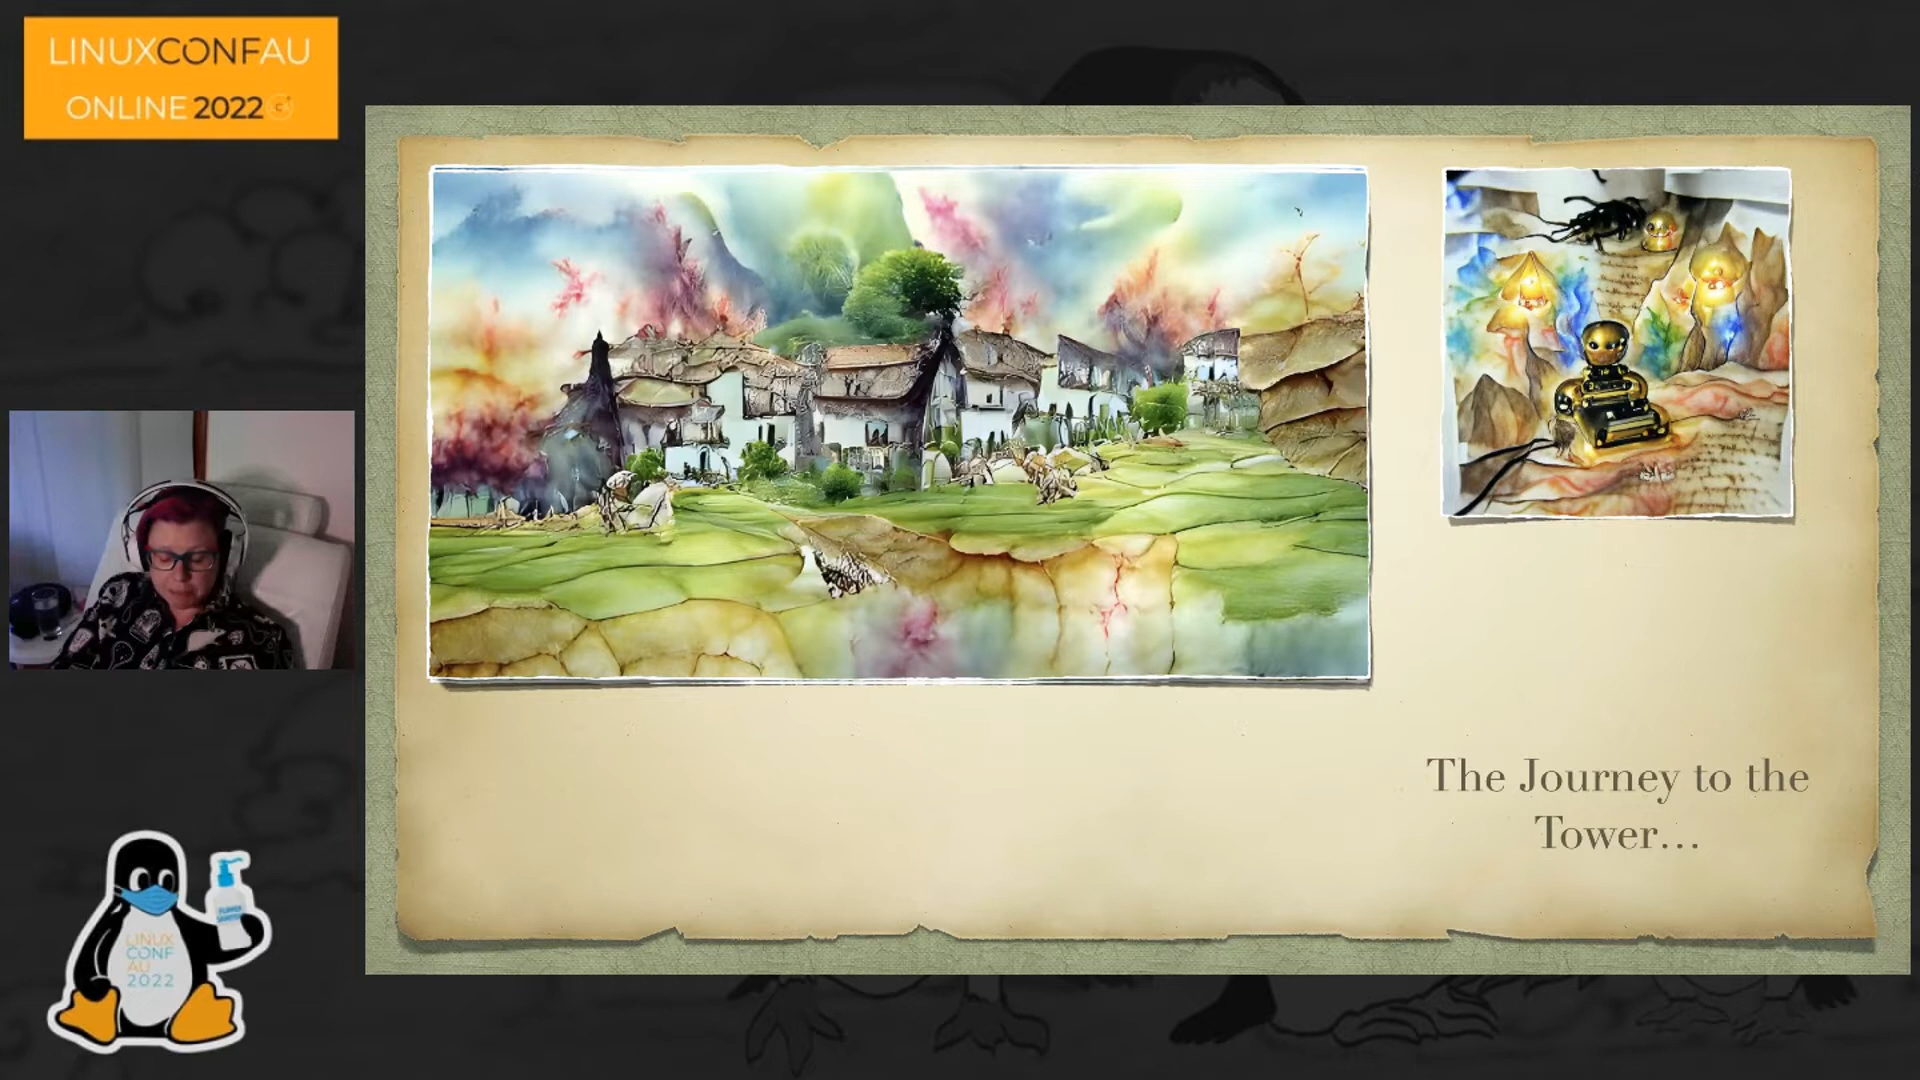 LINUXCONFAU
ONLINE 2022
The Journey to the
Tower...
LINUX
CONF
AU
2022